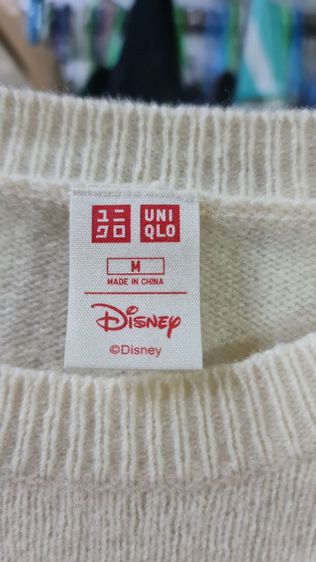 ユニ UNI
クロ QLO
M
MADE IN CHINA
Disney
©Disney